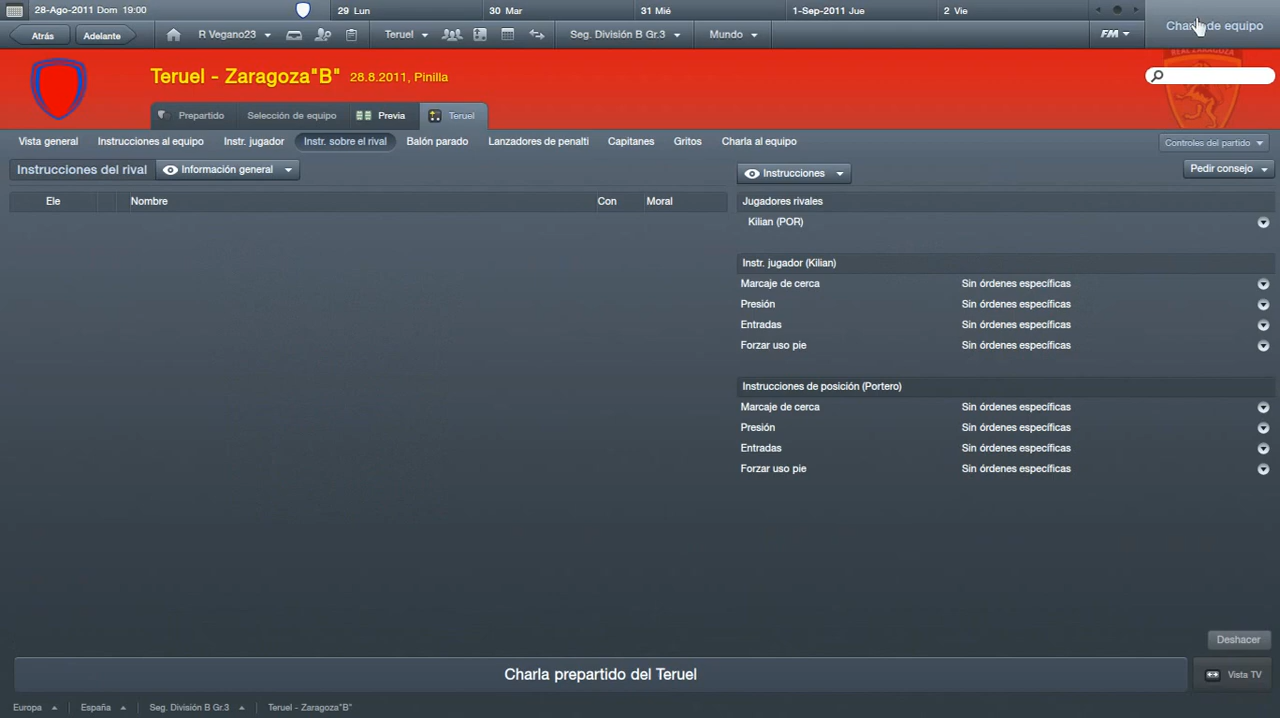 28-Ago-2011 Dom 19:00 29 Lun 30 Mar 31 Mié 1-Sep-2011 Jue 2 Vie
Atrás Adelante R Vegano23 Teruel Seg. División B Gr.3 Mundo FM Charla de equipo
Teruel - Zaragoza"B" 28.8.2011, Pinilla
REAL ZARAGOZA
Prepartido Selección de equipo Previa Teruel
Vista general Instrucciones al equipo Instr. jugador Instr. sobre el rival Balón parado Lanzadores de penalti Capitanes Gritos Charla al equipo Controles del partido
Instrucciones del rival Información general Instrucciones Pedir consejo
Ele Nombre Con Moral
Jugadores rivales
Kilian (POR)
Instr. jugador (Kilian)
Marcaje de cerca Sin órdenes específicas
Presión Sin órdenes específicas
Entradas Sin órdenes específicas
Forzar uso pie Sin órdenes específicas
Instrucciones de posición (Portero)
Marcaje de cerca Sin órdenes específicas
Presión Sin órdenes específicas
Entradas Sin órdenes específicas
Forzar uso pie Sin órdenes específicas
Deshacer
Charla prepartido del Teruel Vista TV
Europa España Seg. División B Gr.3 Teruel - Zaragoza"B"